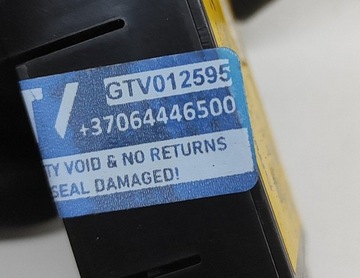 GTV012595
+37064446500
TY VOID & NO RETURNS
SEAL DAMAGED!